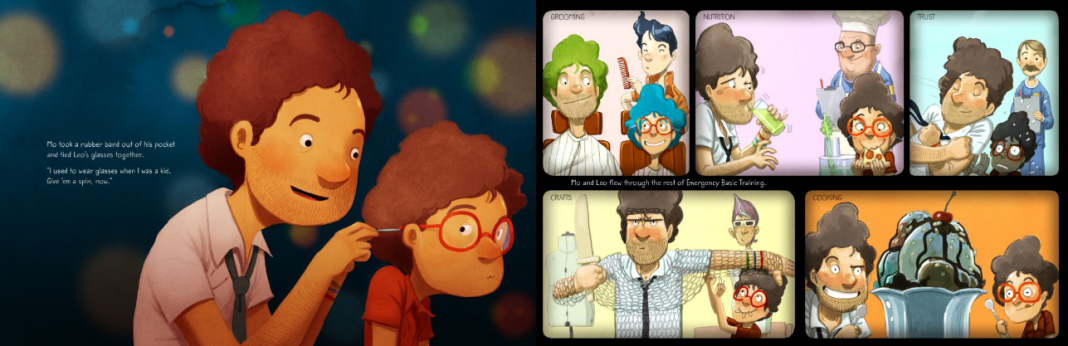 Mo took a rubber band out of his pocket
and tied Leo's glasses together.
"I used to wear glasses when I was a kid.
Give 'em a spin, now."
GROOMING
NUTRITION
TRUST
Mo and Leo flew through the rest of Emergency Basic Training.
CRAFTS
COOKING